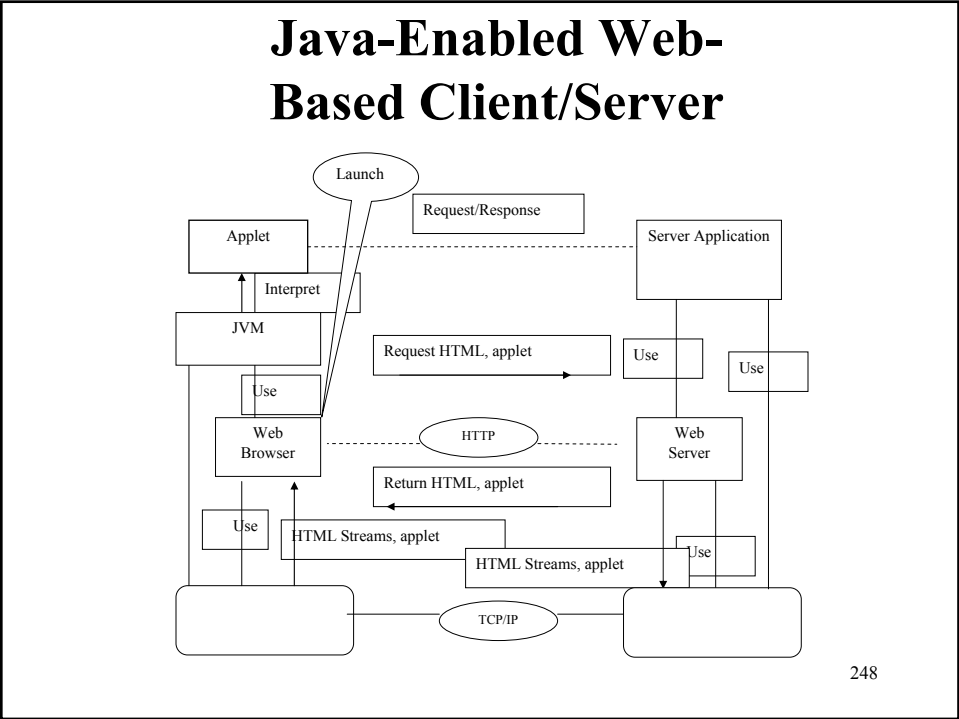 Java-Enabled Web-
Based Client/Server
Launch
Request/Response
Applet
Server Application
Interpret
JVM
Request HTML, applet
Use
Use
Use
Web
Browser
HTTP
Web
Server
Return HTML, applet
Use
HTML Streams, applet
Use
HTML Streams, applet
TCP/IP
248